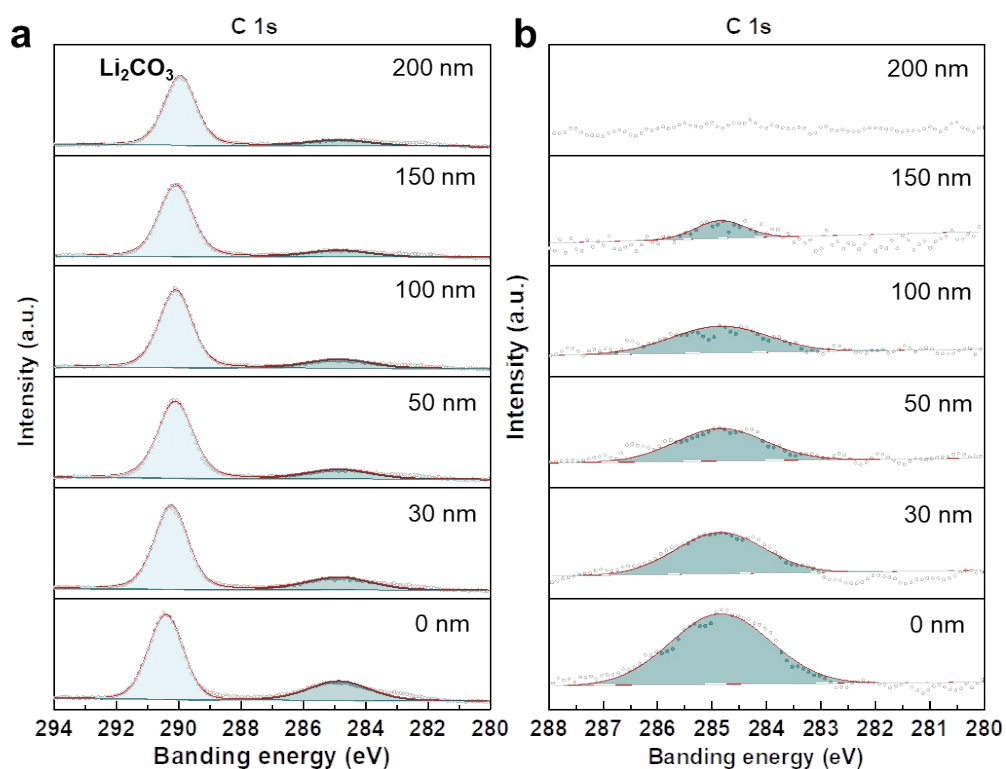 a
C 1s
Li₂CO₃
200 nm
150 nm
100 nm
50 nm
30 nm
0 nm
Intensity (a.u.)
294 292 290 288 286 284 282 280
Banding energy (eV)
b
C 1s
200 nm
150 nm
100 nm
50 nm
30 nm
0 nm
Intensity (a.u.)
288 287 286 285 284 283 282 281 280
Banding energy (eV)